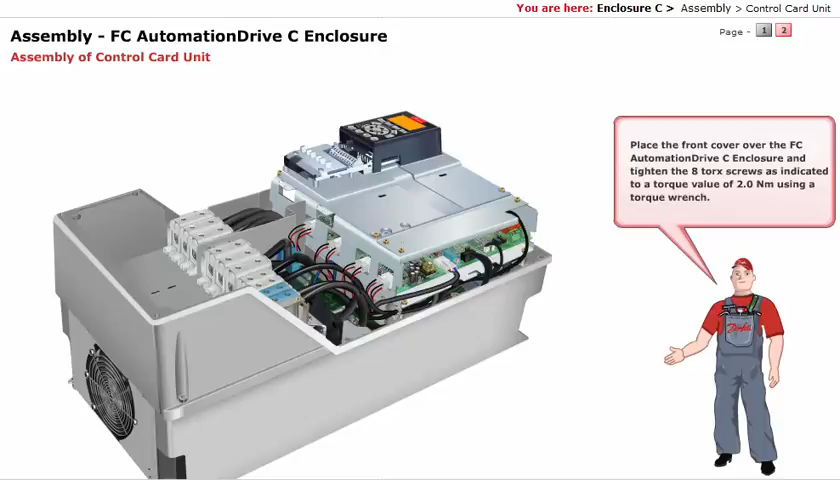 You are here: Enclosure C > Assembly > Control Card Unit
Assembly - FC AutomationDrive C Enclosure
Page - 1 2
Assembly of Control Card Unit
Place the front cover over the FC
AutomationDrive C Enclosure and
tighten the 8 torx screws as indicated
to a torque value of 2.0 Nm using a
torque wrench.
Danfoss